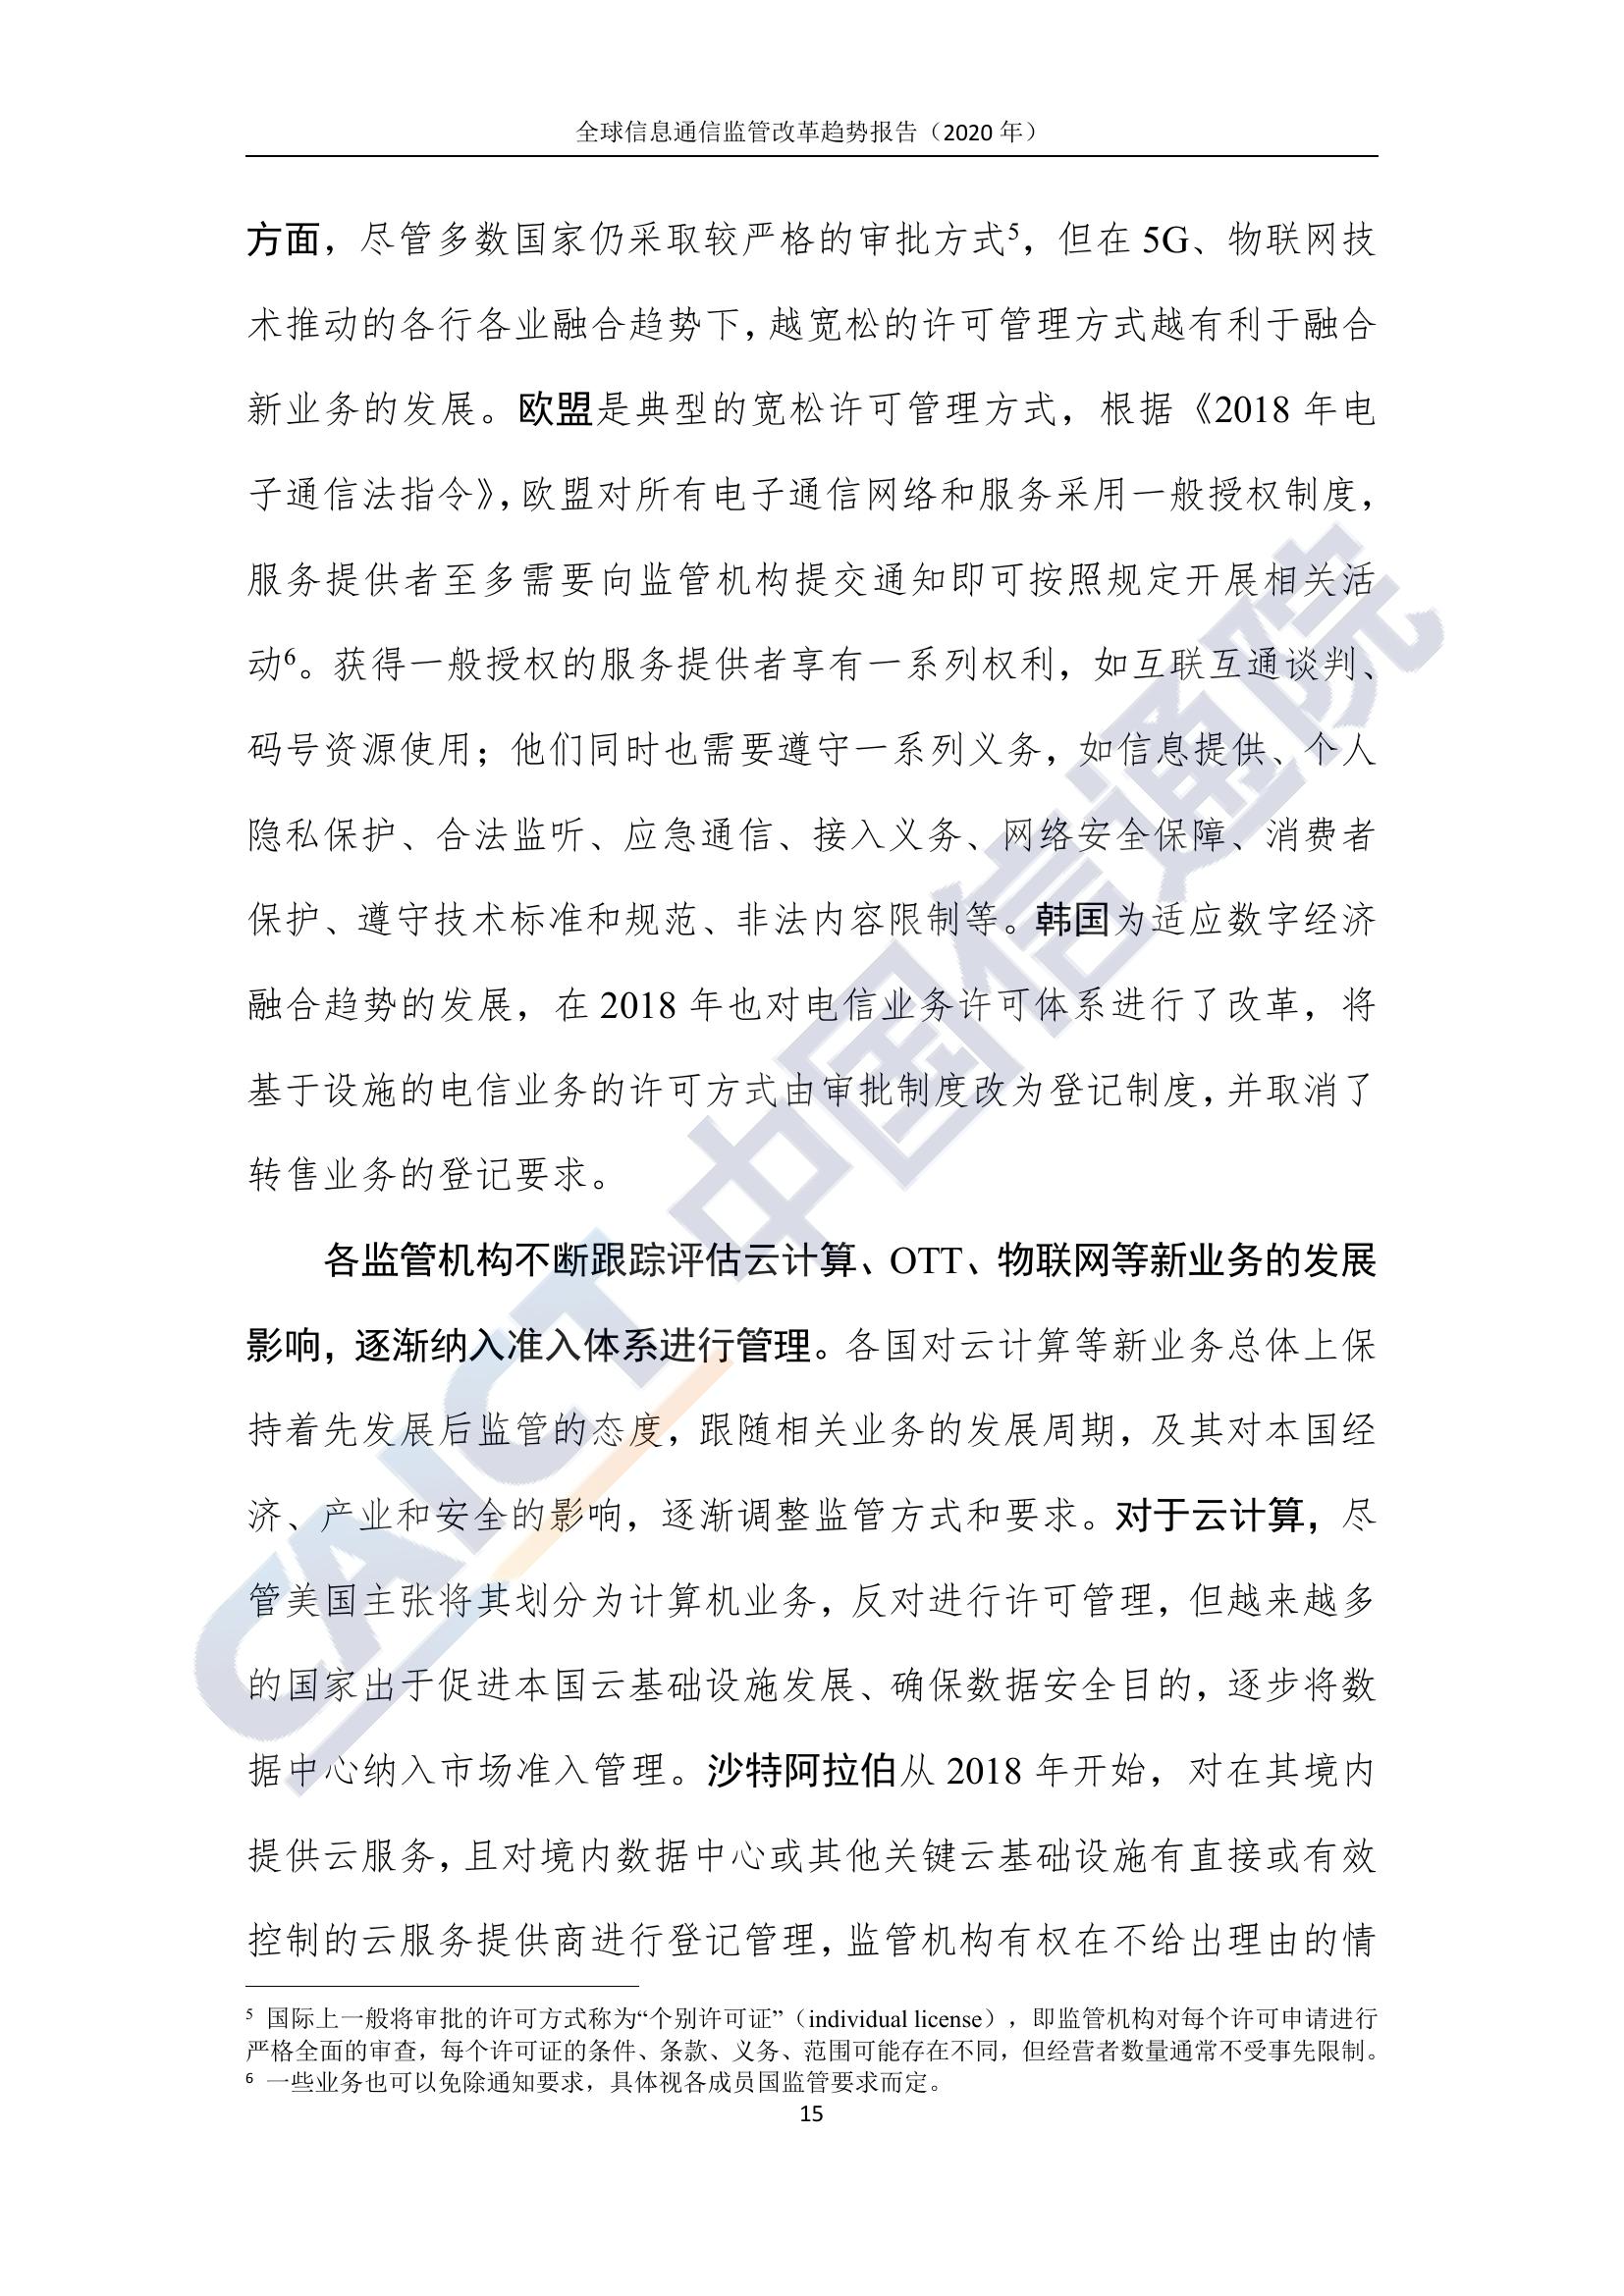 全球信息通信监管改革趋势报告（2020 年）
方面，尽管多数国家仍采取较严格的审批方式5，但在 5G、物联网技
术推动的各行各业融合趋势下，越宽松的许可管理方式越有利于融合
新业务的发展。欧盟是典型的宽松许可管理方式，根据《2018 年电
子通信法指令》，欧盟对所有电子通信网络和服务采用一般授权制度，
服务提供者至多需要向监管机构提交通知即可按照规定开展相关活
动6。获得一般授权的服务提供者享有一系列权利，如互联互通谈判、
码号资源使用；他们同时也需要遵守一系列义务，如信息提供、个人
隐私保护、合法监听、应急通信、接入义务、网络安全保障、消费者
保护、遵守技术标准和规范、非法内容限制等。韩国为适应数字经济
融合趋势的发展，在 2018 年也对电信业务许可体系进行了改革，将
基于设施的电信业务的许可方式由审批制度改为登记制度，并取消了
转售业务的登记要求。
各监管机构不断跟踪评估云计算、OTT、物联网等新业务的发展
影响，逐渐纳入准入体系进行管理。各国对云计算等新业务总体上保
持着先发展后监管的态度，跟随相关业务的发展周期，及其对本国经
济、产业和安全的影响，逐渐调整监管方式和要求。对于云计算，尽
管美国主张将其划分为计算机业务，反对进行许可管理，但越来越多
的国家出于促进本国云基础设施发展、确保数据安全目的，逐步将数
据中心纳入市场准入管理。沙特阿拉伯从 2018 年开始，对在其境内
提供云服务，且对境内数据中心或其他关键云基础设施有直接或有效
控制的云服务提供商进行登记管理，监管机构有权在不给出理由的情
5 国际上一般将审批的许可方式称为“个别许可证”（individual license），即监管机构对每个许可申请进行
严格全面的审查，每个许可证的条件、条款、义务、范围可能存在不同，但经营者数量通常不受事先限制。
6 一些业务也可以免除通知要求，具体视各成员国监管要求而定。
15
CAICT 中国信通院